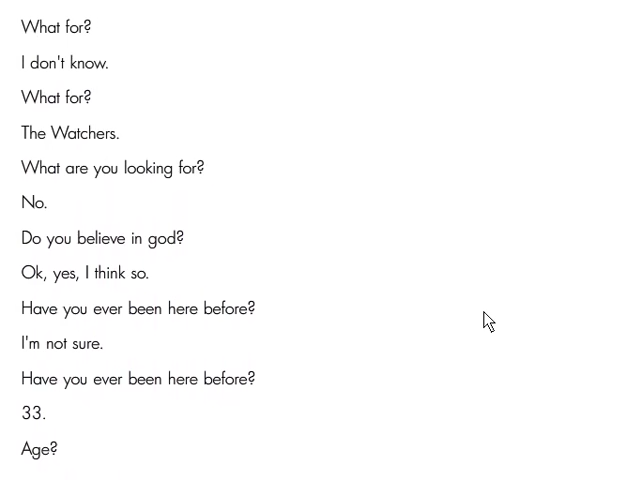 What for?
I don't know.
What for?
The Watchers.
What are you looking for?
No.
Do you believe in god?
Ok, yes, I think so.
Have you ever been here before?
I'm not sure.
Have you ever been here before?
33.
Age?